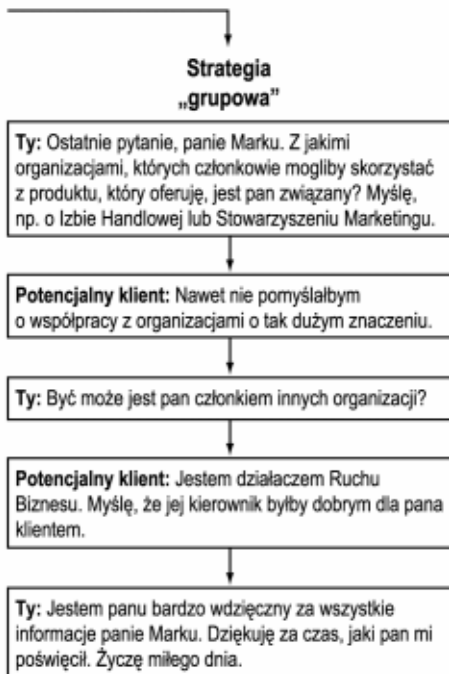 Strategia
„grupowa”
Ty: Ostatnie pytanie, panie Marku. Z jakimi
organizacjami, których członkowie mogliby skorzystać
z produktu, który oferuję, jest pan związany? Myślę,
np. o Izbie Handlowej lub Stowarzyszeniu Marketingu.
Potencjalny klient: Nawet nie pomyślałbym
o współpracy z organizacjami o tak dużym znaczeniu.
Ty: Być może jest pan członkiem innych organizacji?
Potencjalny klient: Jestem działaczem Ruchu
Biznesu. Myślę, że jej kierownik byłby dobrym dla pana
klientem.
Ty: Jestem panu bardzo wdzięczny za wszystkie
informacje panie Marku. Dziękuję za czas, jaki pan mi
poświęcił. Życzę miłego dnia.